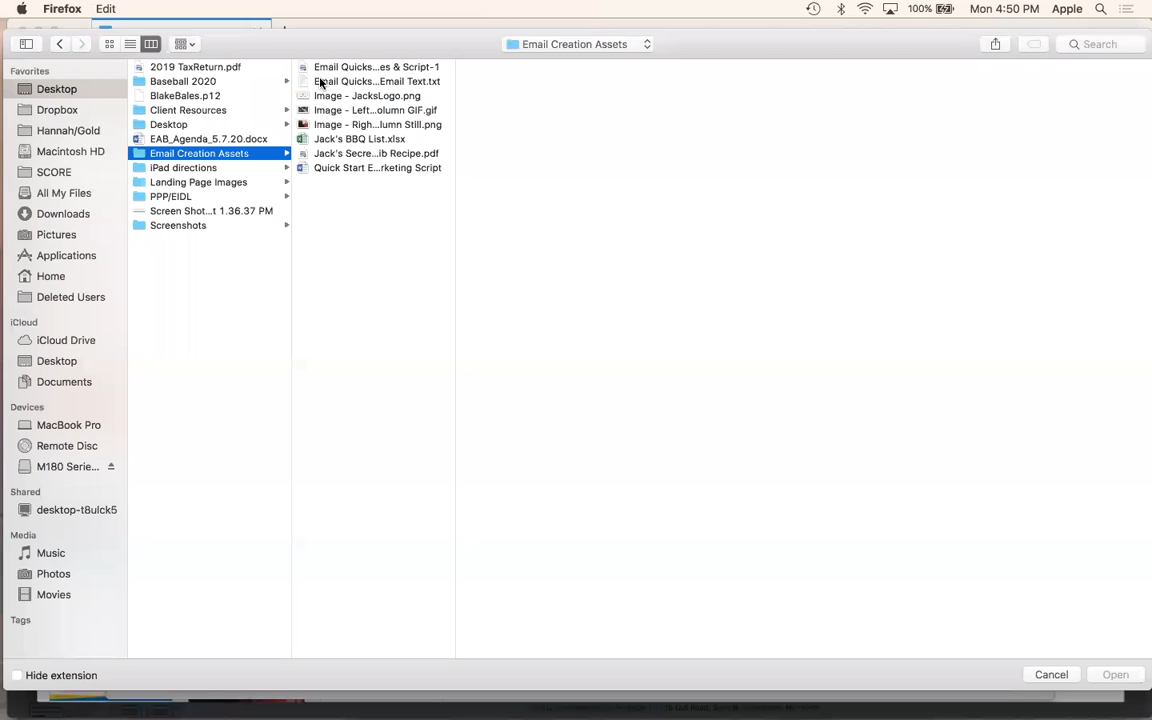 Firefox Edit 100% Mon 4:50 PM Apple
Email Creation Assets Search
Favorites
Desktop
Dropbox
Hannah/Gold
Macintosh HD
SCORE
All My Files
Downloads
Pictures
Applications
Home
Deleted Users
iCloud
iCloud Drive
Desktop
Documents
Devices
MacBook Pro
Remote Disc
M180 Serie...
Shared
desktop-t8ulck5
Media
Music
Photos
Movies
Tags
2019 TaxReturn.pdf
Baseball 2020
BlakeBales.p12
Client Resources
Desktop
EAB_Agenda_5.7.20.docx
Email Creation Assets
iPad directions
Landing Page Images
PPP/EIDL
Screen Shot...t 1.36.37 PM
Screenshots
Email Quicks...es & Script-1
Email Quicks...Email Text.txt
Image - JacksLogo.png
Image - Left...olumn GIF.gif
Image - Righ...lumn Still.png
Jack's BBQ List.xlsx
Jack's Secre...ib Recipe.pdf
Quick Start E...rketing Script
Hide extension
Cancel Open